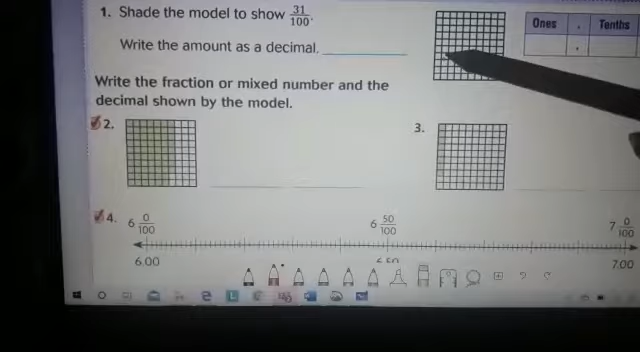 1. Shade the model to show 31/100.
Ones . Tenths
Write the amount as a decimal.
.
Write the fraction or mixed number and the
decimal shown by the model.
2.
3.
4. 6 0/100
6 50/100
7 0/100
6.00
7.00